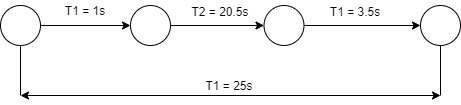 T1 = 1s
T2 = 20.5s
T1 = 3.5s
T1 = 25s